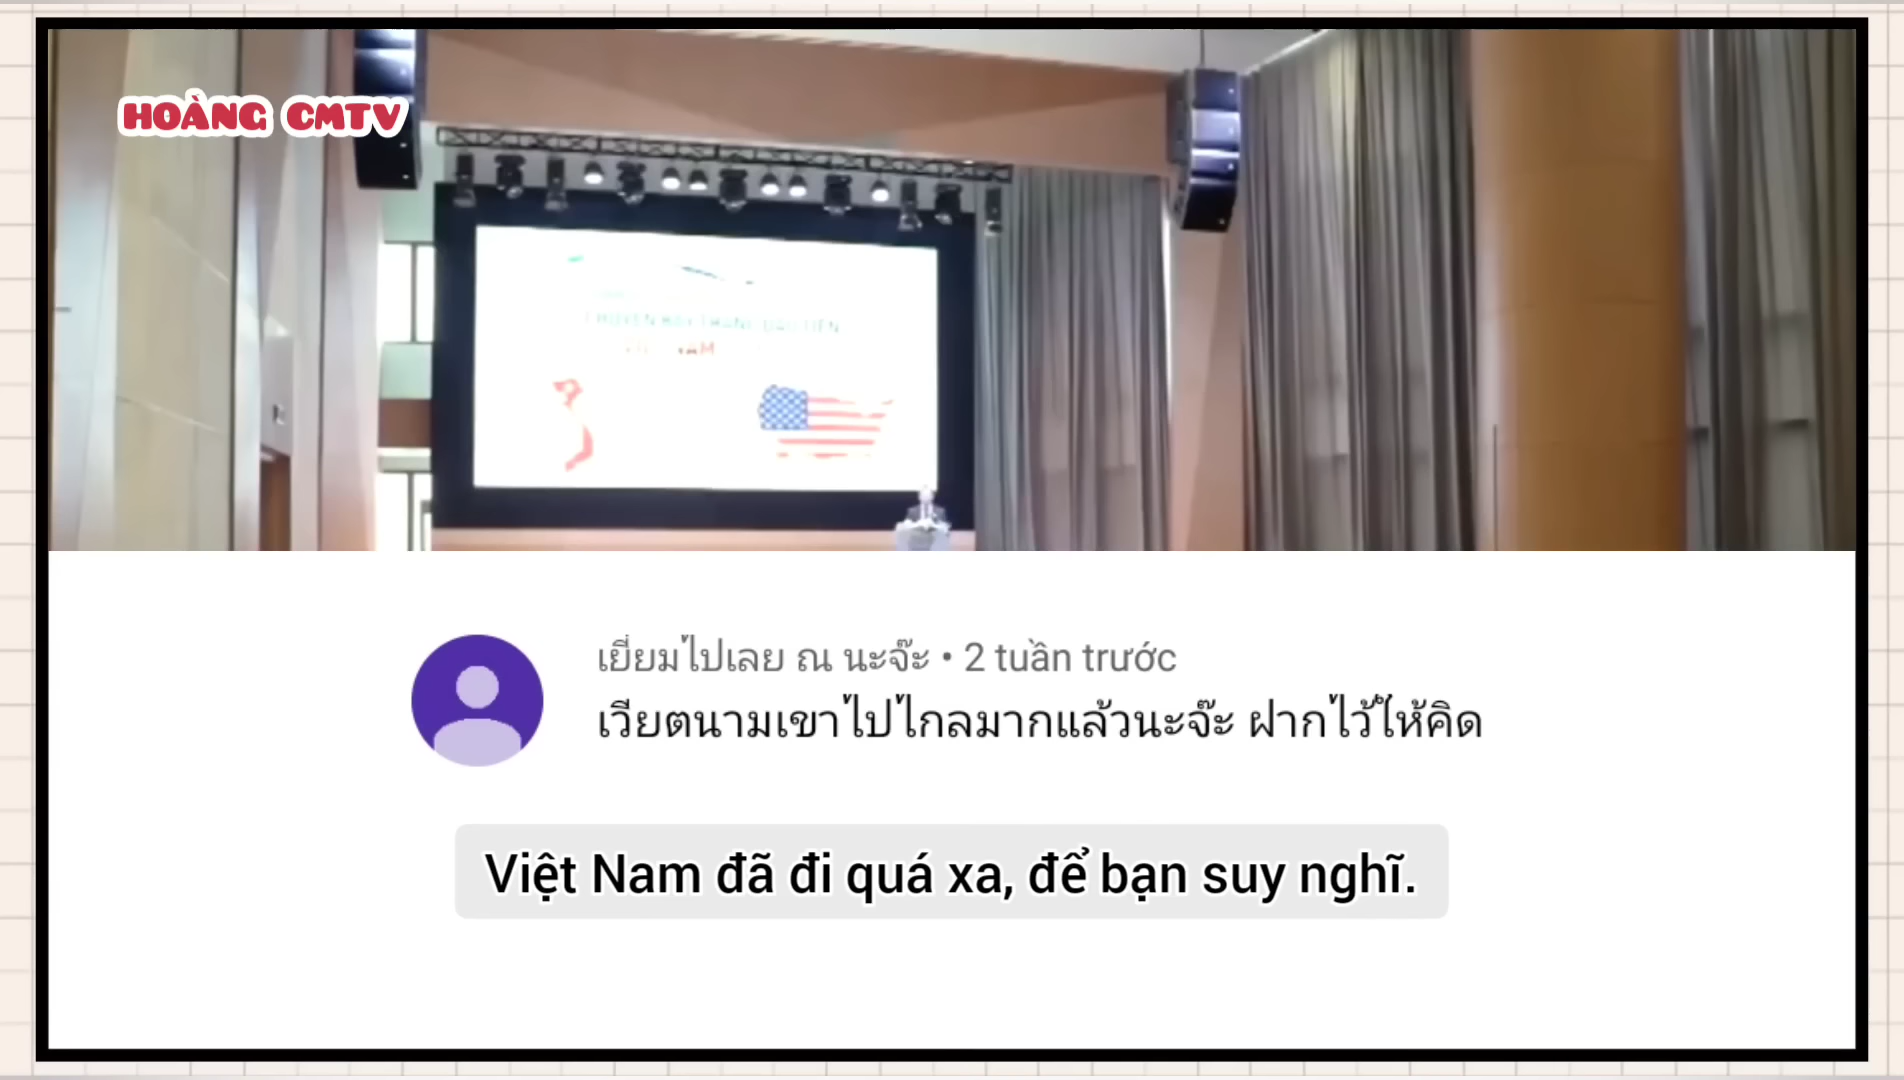 HOÀNG CMTV
เยี่ยมไปเลย ณ นะจ๊ะ • 2 tuần trước
เวียตนามเขาไปไกลมากแล้วนะจ๊ะ ฝากไว้ให้คิด
Việt Nam đã đi quá xa, để bạn suy nghĩ.